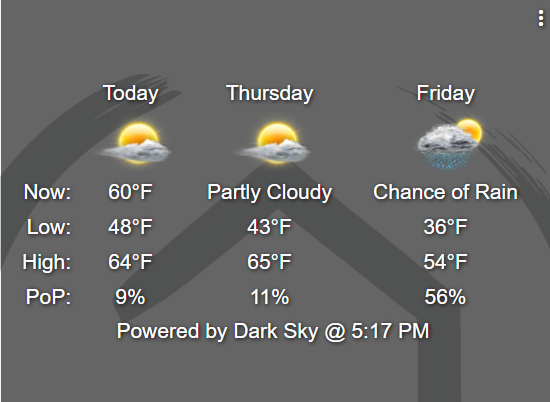 Today Thursday Friday
Now: 60°F Partly Cloudy Chance of Rain
Low: 48°F 43°F 36°F
High: 64°F 65°F 54°F
PoP: 9% 11% 56%
Powered by Dark Sky @ 5:17 PM